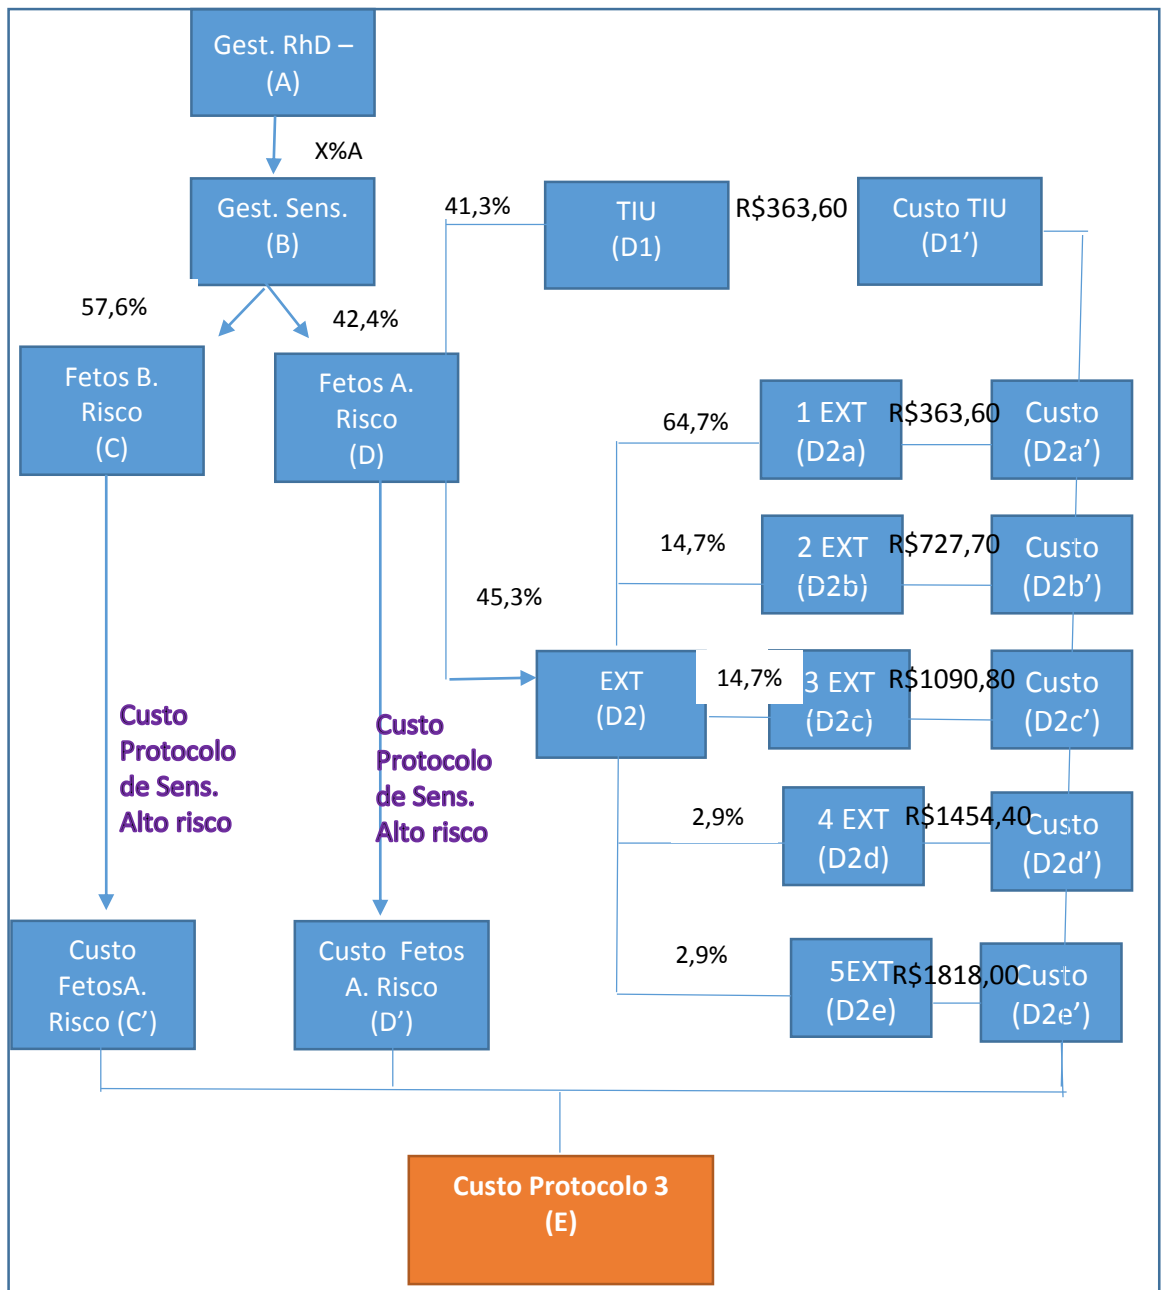 Gest. RhD –
(A)
X%A
Gest. Sens.
(B)
41,3%
TIU
(D1)
R$363,60
Custo TIU
(D1’)
57,6%
42,4%
Fetos B.
Risco
(C)
Fetos A.
Risco
(D)
64,7%
1 EXT
(D2a)
R$363,60
Custo
(D2a’)
14,7%
2 EXT
(D2b)
R$727,70
Custo
(D2b’)
45,3%
EXT
(D2)
14,7%
3 EXT
(D2c)
R$1090,80
Custo
(D2c’)
Custo
Protocolo
de Sens.
Alto risco
Custo
Protocolo
de Sens.
Alto risco
2,9%
4 EXT
(D2d)
R$1454,40
Custo
(D2d’)
2,9%
5EXT
(D2e)
R$1818,00
Custo
(D2e’)
Custo
FetosA.
Risco (C’)
Custo Fetos
A. Risco
(D’)
Custo Protocolo 3
(E)